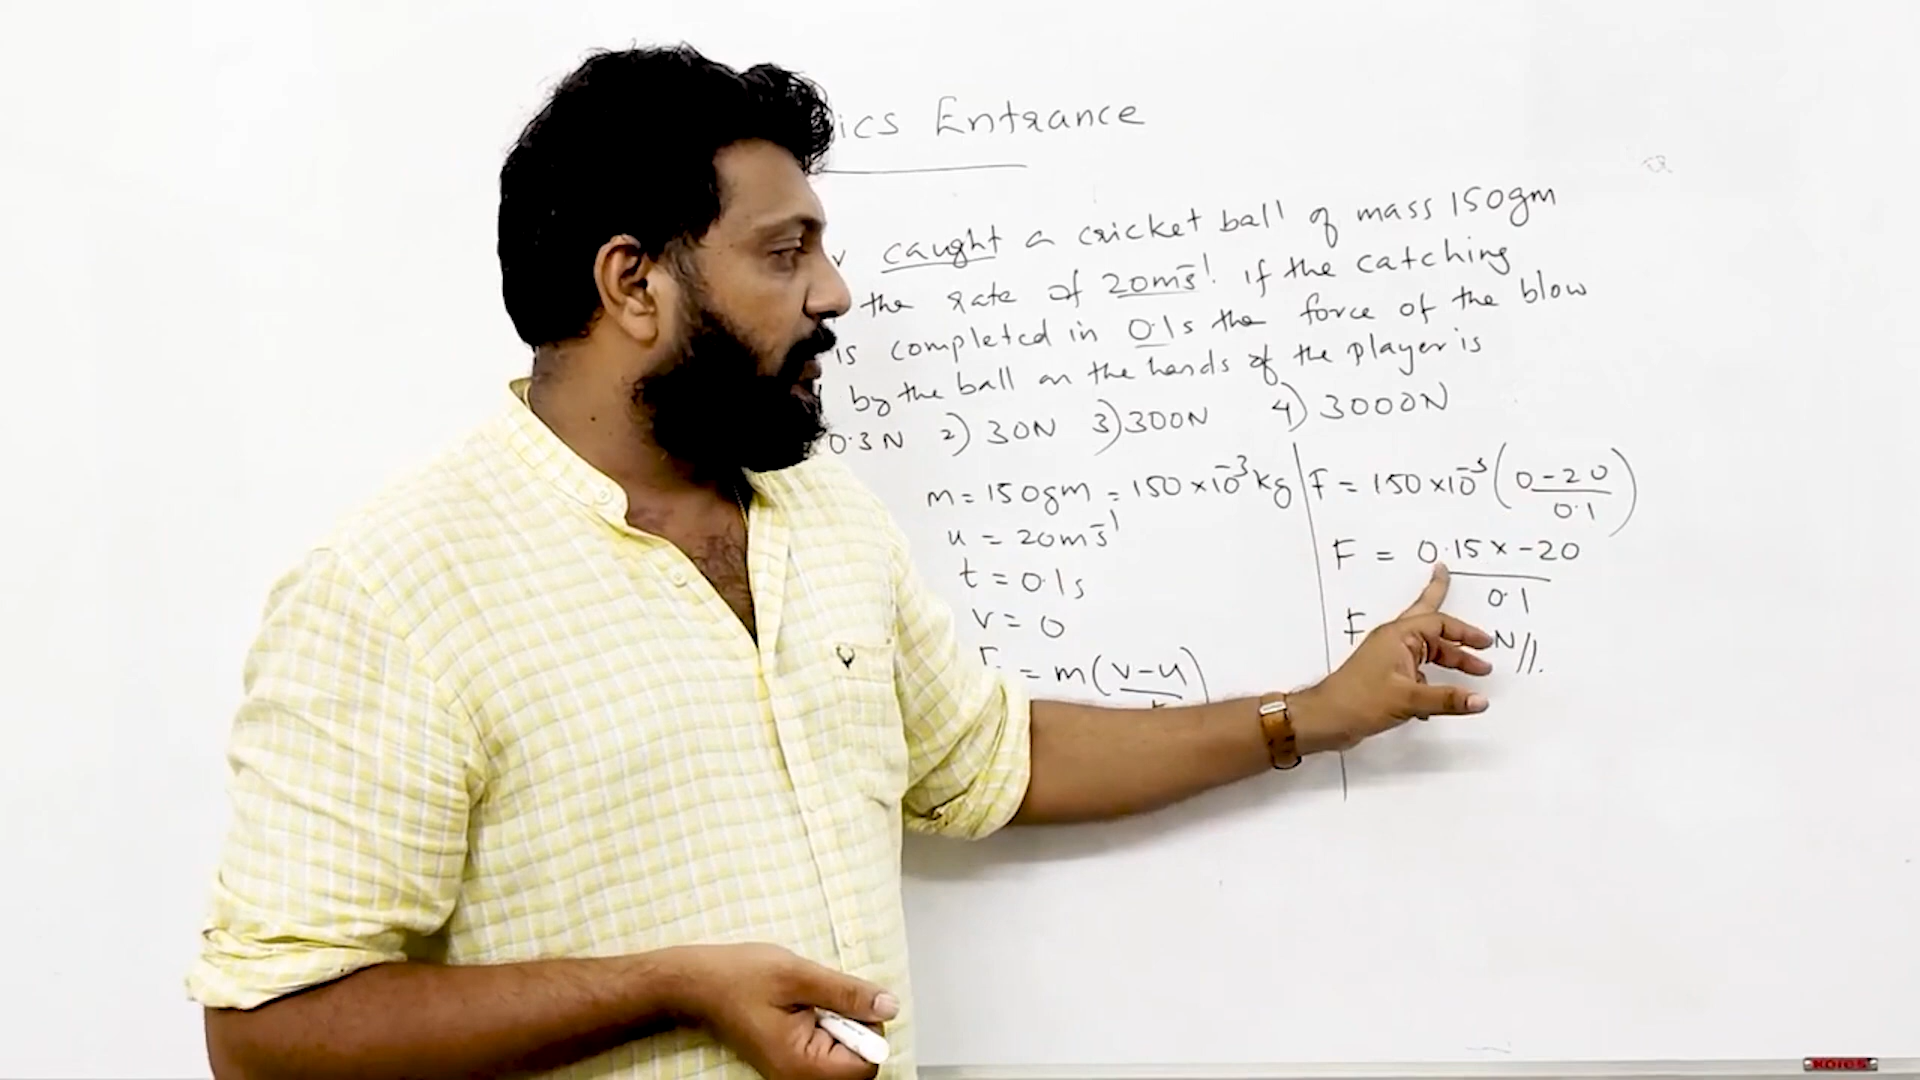 ics Entrance
caught a cricket ball of mass 150gm
the rate of 20ms⁻¹. if the catching
is completed in 0.1s the force of the blow
by the ball on the hands of the player is
0.3N 2) 30N 3) 300N 4) 3000N
m = 150gm = 150 × 10⁻³ kg
u = 20ms⁻¹
t = 0.1s
v = 0
= m(v-u/
F = 150 × 10⁻³ (0-20/0.1)
F = 0.15 × -20/0.1
F N//.
KOLES